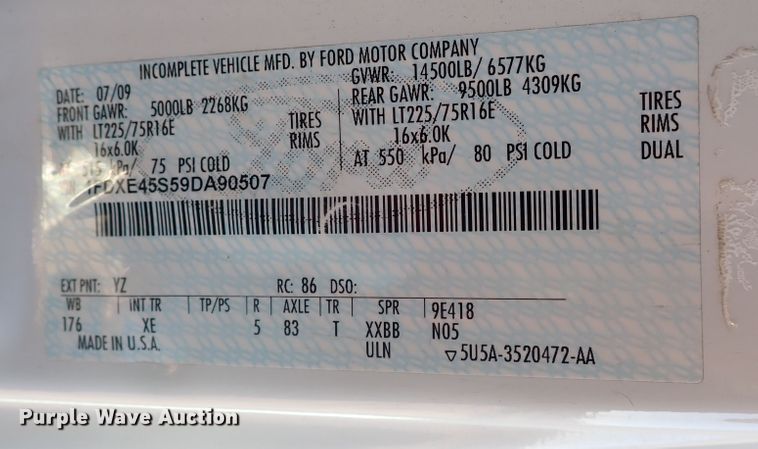 INCOMPLETE VEHICLE MFD. BY FORD MOTOR COMPANY
DATE: 07/09 GVWR: 14500LB/ 6577KG
FRONT GAWR: 5000LB 2268KG REAR GAWR: 9500LB 4309KG
WITH LT225/75R16E TIRES WITH LT225/75R16E TIRES
16x6.0K RIMS 16x6.0K RIMS
AT 515 kPa/ 75 PSI COLD AT 550 kPa/ 80 PSI COLD DUAL
1FDXE45S59DA90507
EXT PNT: YZ RC: 86 DSO:
WB INT TR TP/PS R AXLE TR SPR 9E418
176 XE 5 83 T XXBB N05
MADE IN U.S.A. ULN ▽5U5A-3520472-AA
Purple Wave Auction